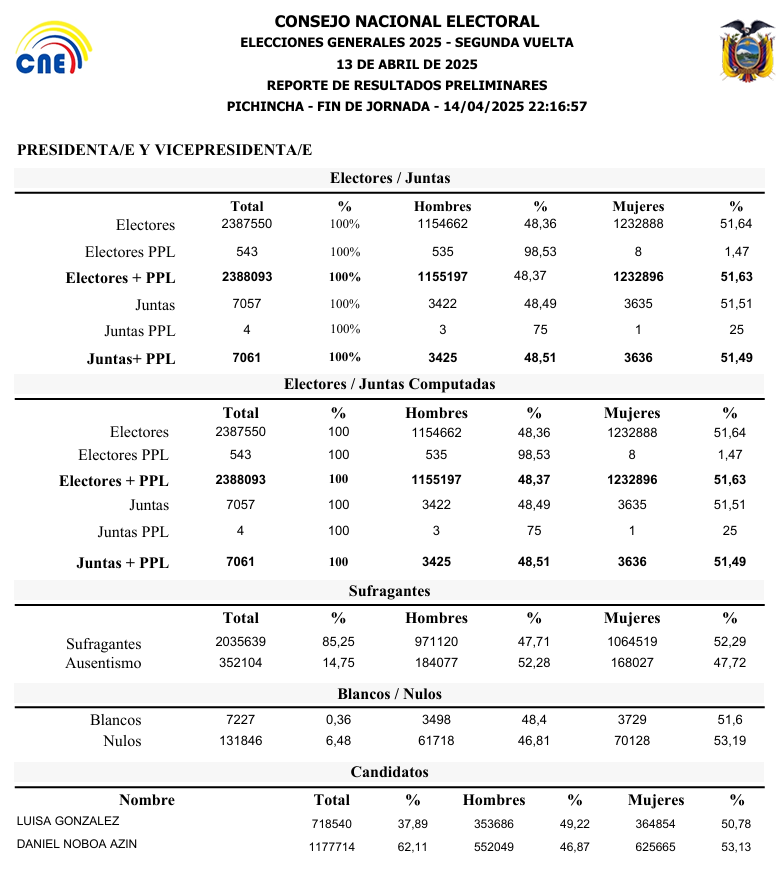 CONSEJO NACIONAL ELECTORAL
ELECCIONES GENERALES 2025 - SEGUNDA VUELTA
13 DE ABRIL DE 2025
REPORTE DE RESULTADOS PRELIMINARES
PICHINCHA - FIN DE JORNADA - 14/04/2025 22:16:57
CNE
PRESIDENTA/E Y VICEPRESIDENTA/E
Electores / Juntas
Total % Hombres % Mujeres %
Electores 2387550 100% 1154662 48,36 1232888 51,64
Electores PPL 543 100% 535 98,53 8 1,47
Electores + PPL 2388093 100% 1155197 48,37 1232896 51,63
Juntas 7057 100% 3422 48,49 3635 51,51
Juntas PPL 4 100% 3 75 1 25
Juntas+ PPL 7061 100% 3425 48,51 3636 51,49
Electores / Juntas Computadas
Total % Hombres % Mujeres %
Electores 2387550 100 1154662 48,36 1232888 51,64
Electores PPL 543 100 535 98,53 8 1,47
Electores + PPL 2388093 100 1155197 48,37 1232896 51,63
Juntas 7057 100 3422 48,49 3635 51,51
Juntas PPL 4 100 3 75 1 25
Juntas + PPL 7061 100 3425 48,51 3636 51,49
Sufragantes
Total % Hombres % Mujeres %
Sufragantes 2035639 85,25 971120 47,71 1064519 52,29
Ausentismo 352104 14,75 184077 52,28 168027 47,72
Blancos / Nulos
Blancos 7227 0,36 3498 48,4 3729 51,6
Nulos 131846 6,48 61718 46,81 70128 53,19
Candidatos
Nombre Total % Hombres % Mujeres %
LUISA GONZALEZ 718540 37,89 353686 49,22 364854 50,78
DANIEL NOBOA AZIN 1177714 62,11 552049 46,87 625665 53,13